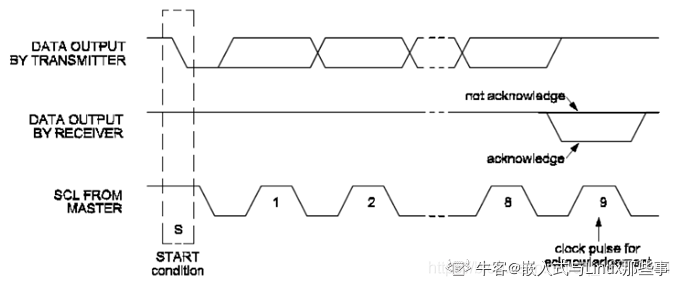 DATA OUTPUT
BY TRANSMITTER
not acknowledge
DATA OUTPUT
BY RECEIVER
acknowledge
SCL FROM
MASTER
1
2
8
9
S
START
condition
clock pulse for
acknowledgement
牛客@嵌入式与Linux那些事